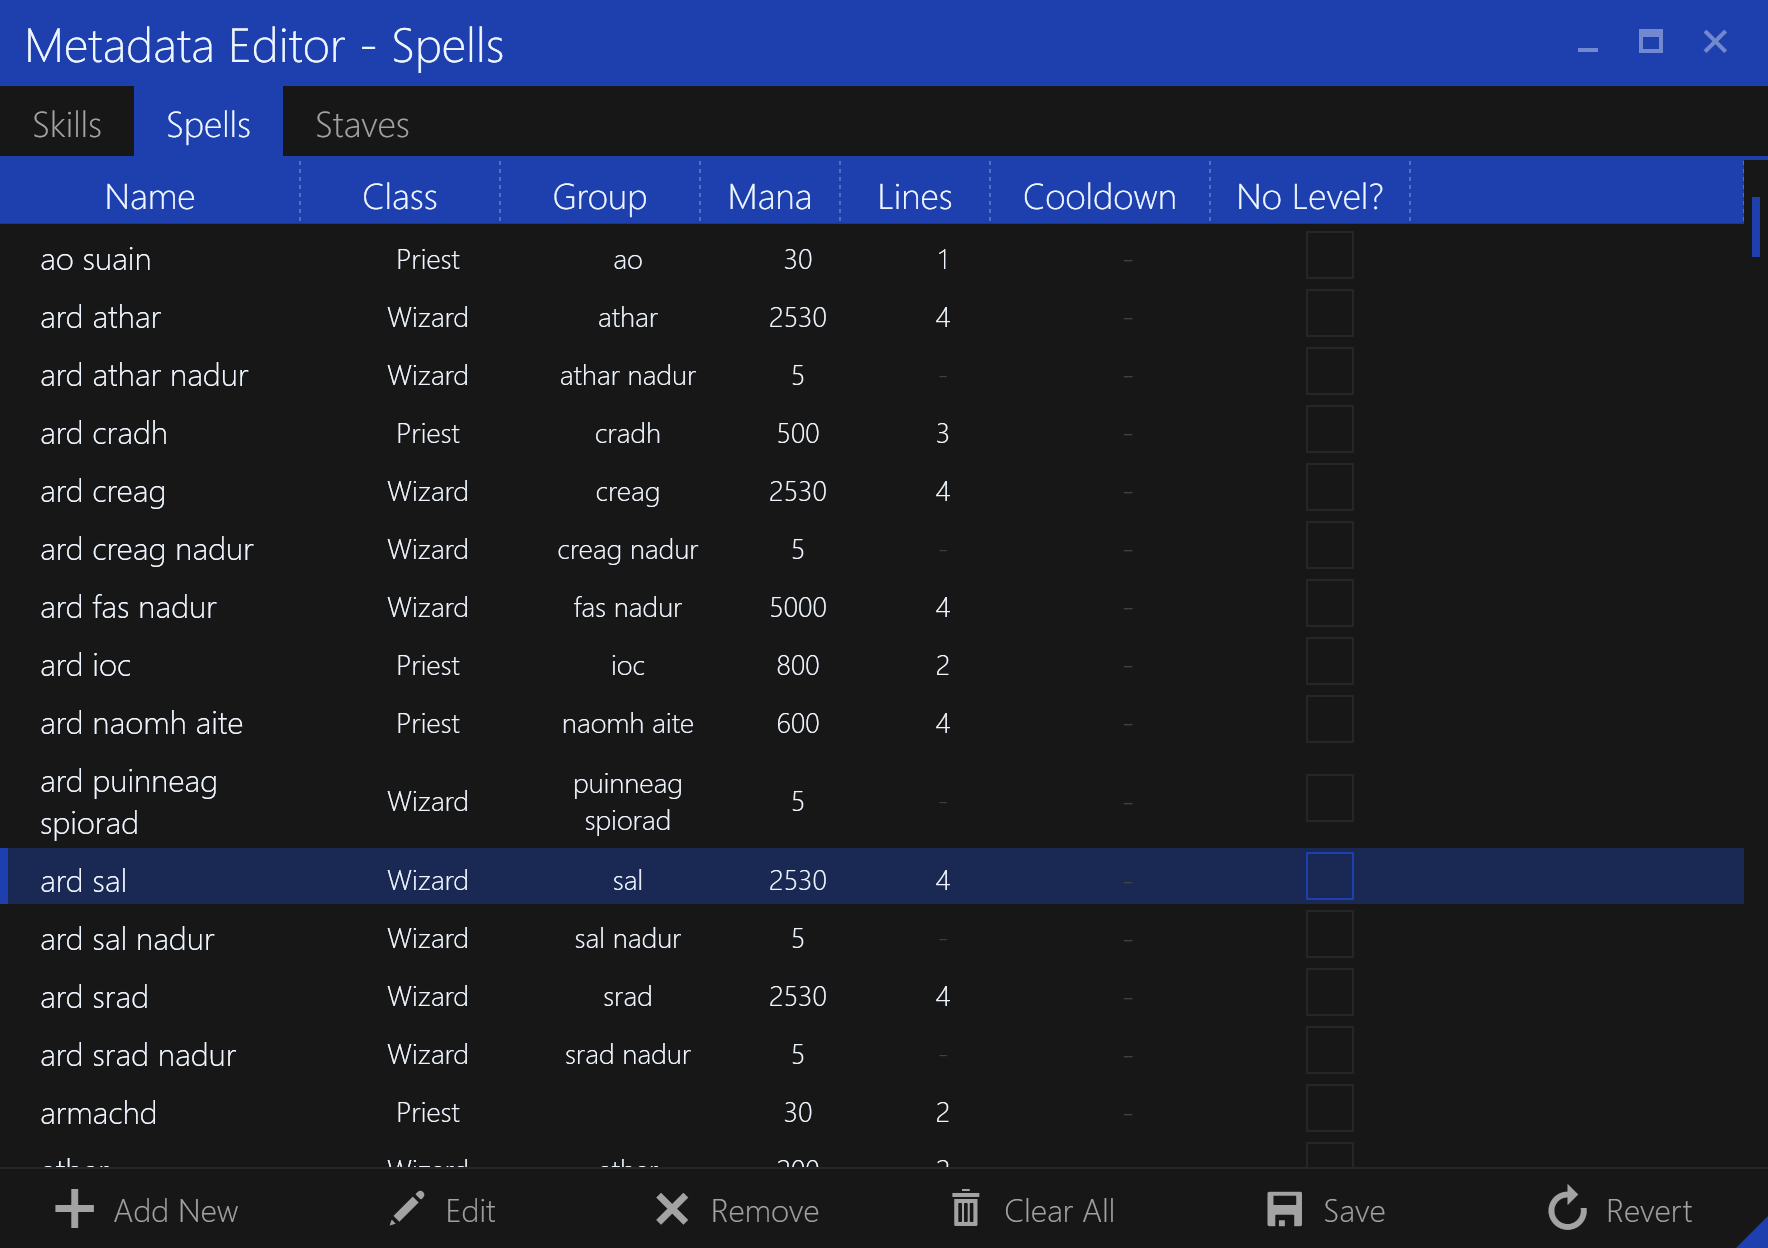 Metadata Editor - Spells
Skills Spells Staves
Name Class Group Mana Lines Cooldown No Level?
ao suain Priest ao 30 1 -
ard athar Wizard athar 2530 4 -
ard athar nadur Wizard athar nadur 5 - -
ard cradh Priest cradh 500 3 -
ard creag Wizard creag 2530 4 -
ard creag nadur Wizard creag nadur 5 - -
ard fas nadur Wizard fas nadur 5000 4 -
ard ioc Priest ioc 800 2 -
ard naomh aite Priest naomh aite 600 4 -
ard puinneag
spiorad
Wizard
puinneag
spiorad
5 - -
ard sal Wizard sal 2530 4 -
ard sal nadur Wizard sal nadur 5 - -
ard srad Wizard srad 2530 4 -
ard srad nadur Wizard srad nadur 5 - -
armachd Priest 30 2 -
Add New Edit Remove Clear All Save Revert